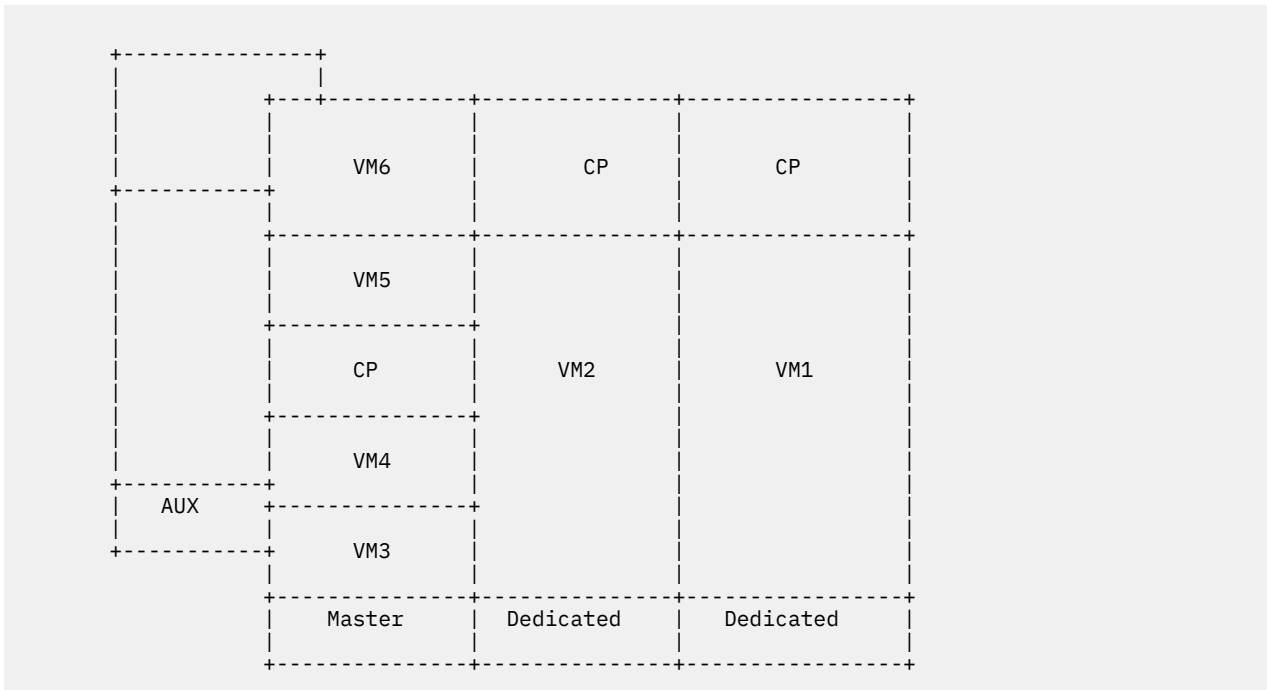 VM6 CP CP
VM5
CP VM2 VM1
VM4
AUX
VM3
Master Dedicated Dedicated